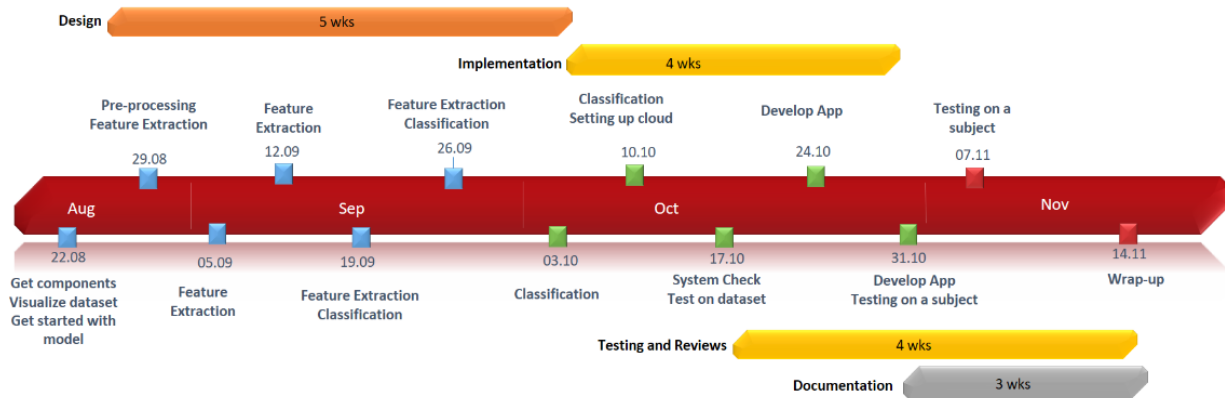 Design
5 wks
Implementation
4 wks
Pre-processing
Feature Extraction
29.08
Feature
Extraction
12.09
Feature Extraction
Classification
26.09
Classification
Setting up cloud
10.10
Develop App
24.10
Testing on a
subject
07.11
Aug
Sep
Oct
Nov
22.08
Get components
Visualize dataset
Get started with
model
05.09
Feature
Extraction
19.09
Feature Extraction
Classification
03.10
Classification
17.10
System Check
Test on dataset
31.10
Develop App
Testing on a subject
14.11
Wrap-up
Testing and Reviews
4 wks
Documentation
3 wks